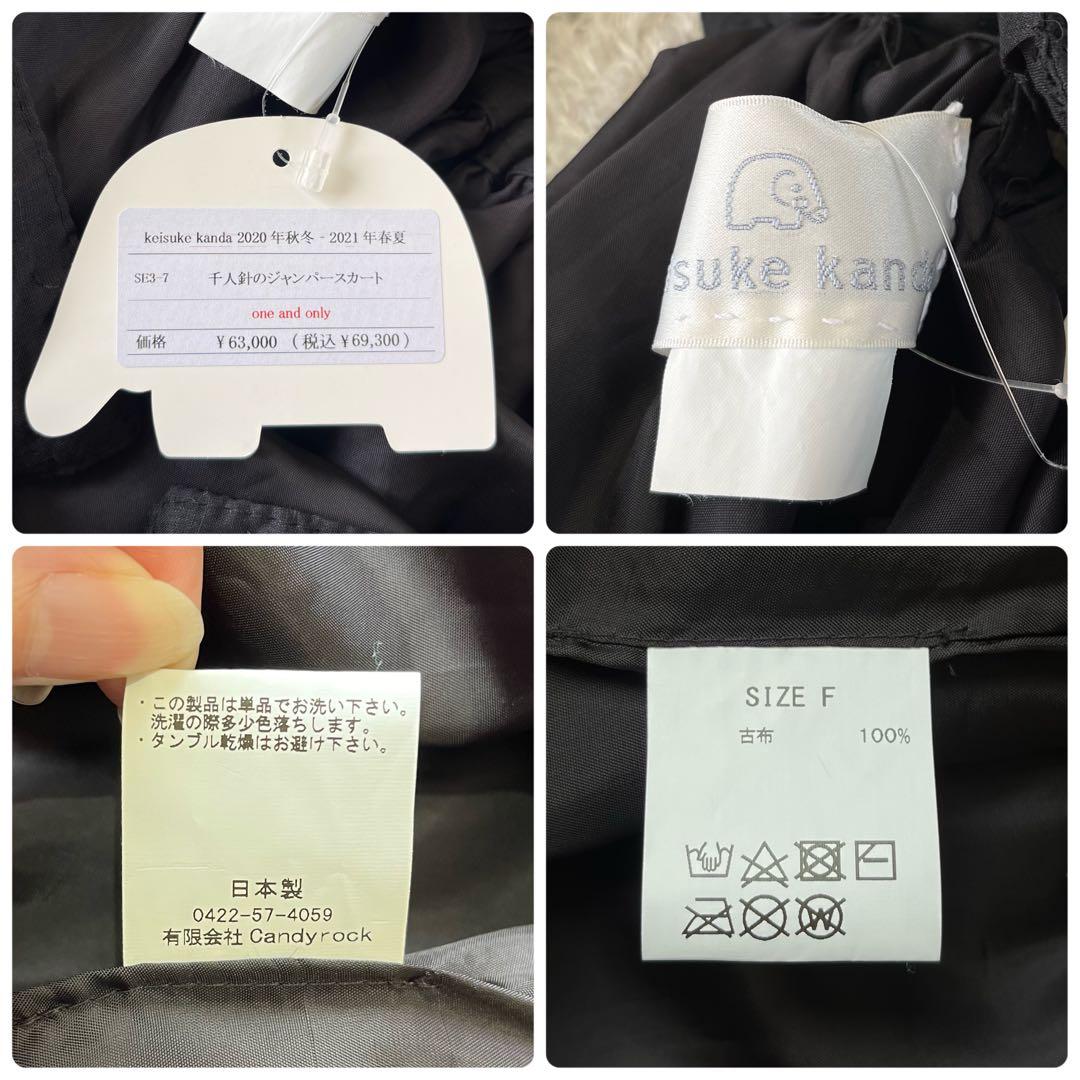 keisuke kanda 2020年秋冬 - 2021年春夏
SE3-7 千人針のジャンパースカート
one and only
価格 ¥63,000 (税込¥69,300)
suke kand
・この製品は単品でお洗い下さい。
洗濯の際多少色落ちします。
・タンブル乾燥はお避け下さい。
日本製
0422-57-4059
有限会社 Candyrock
SIZE F
古布 100%
W